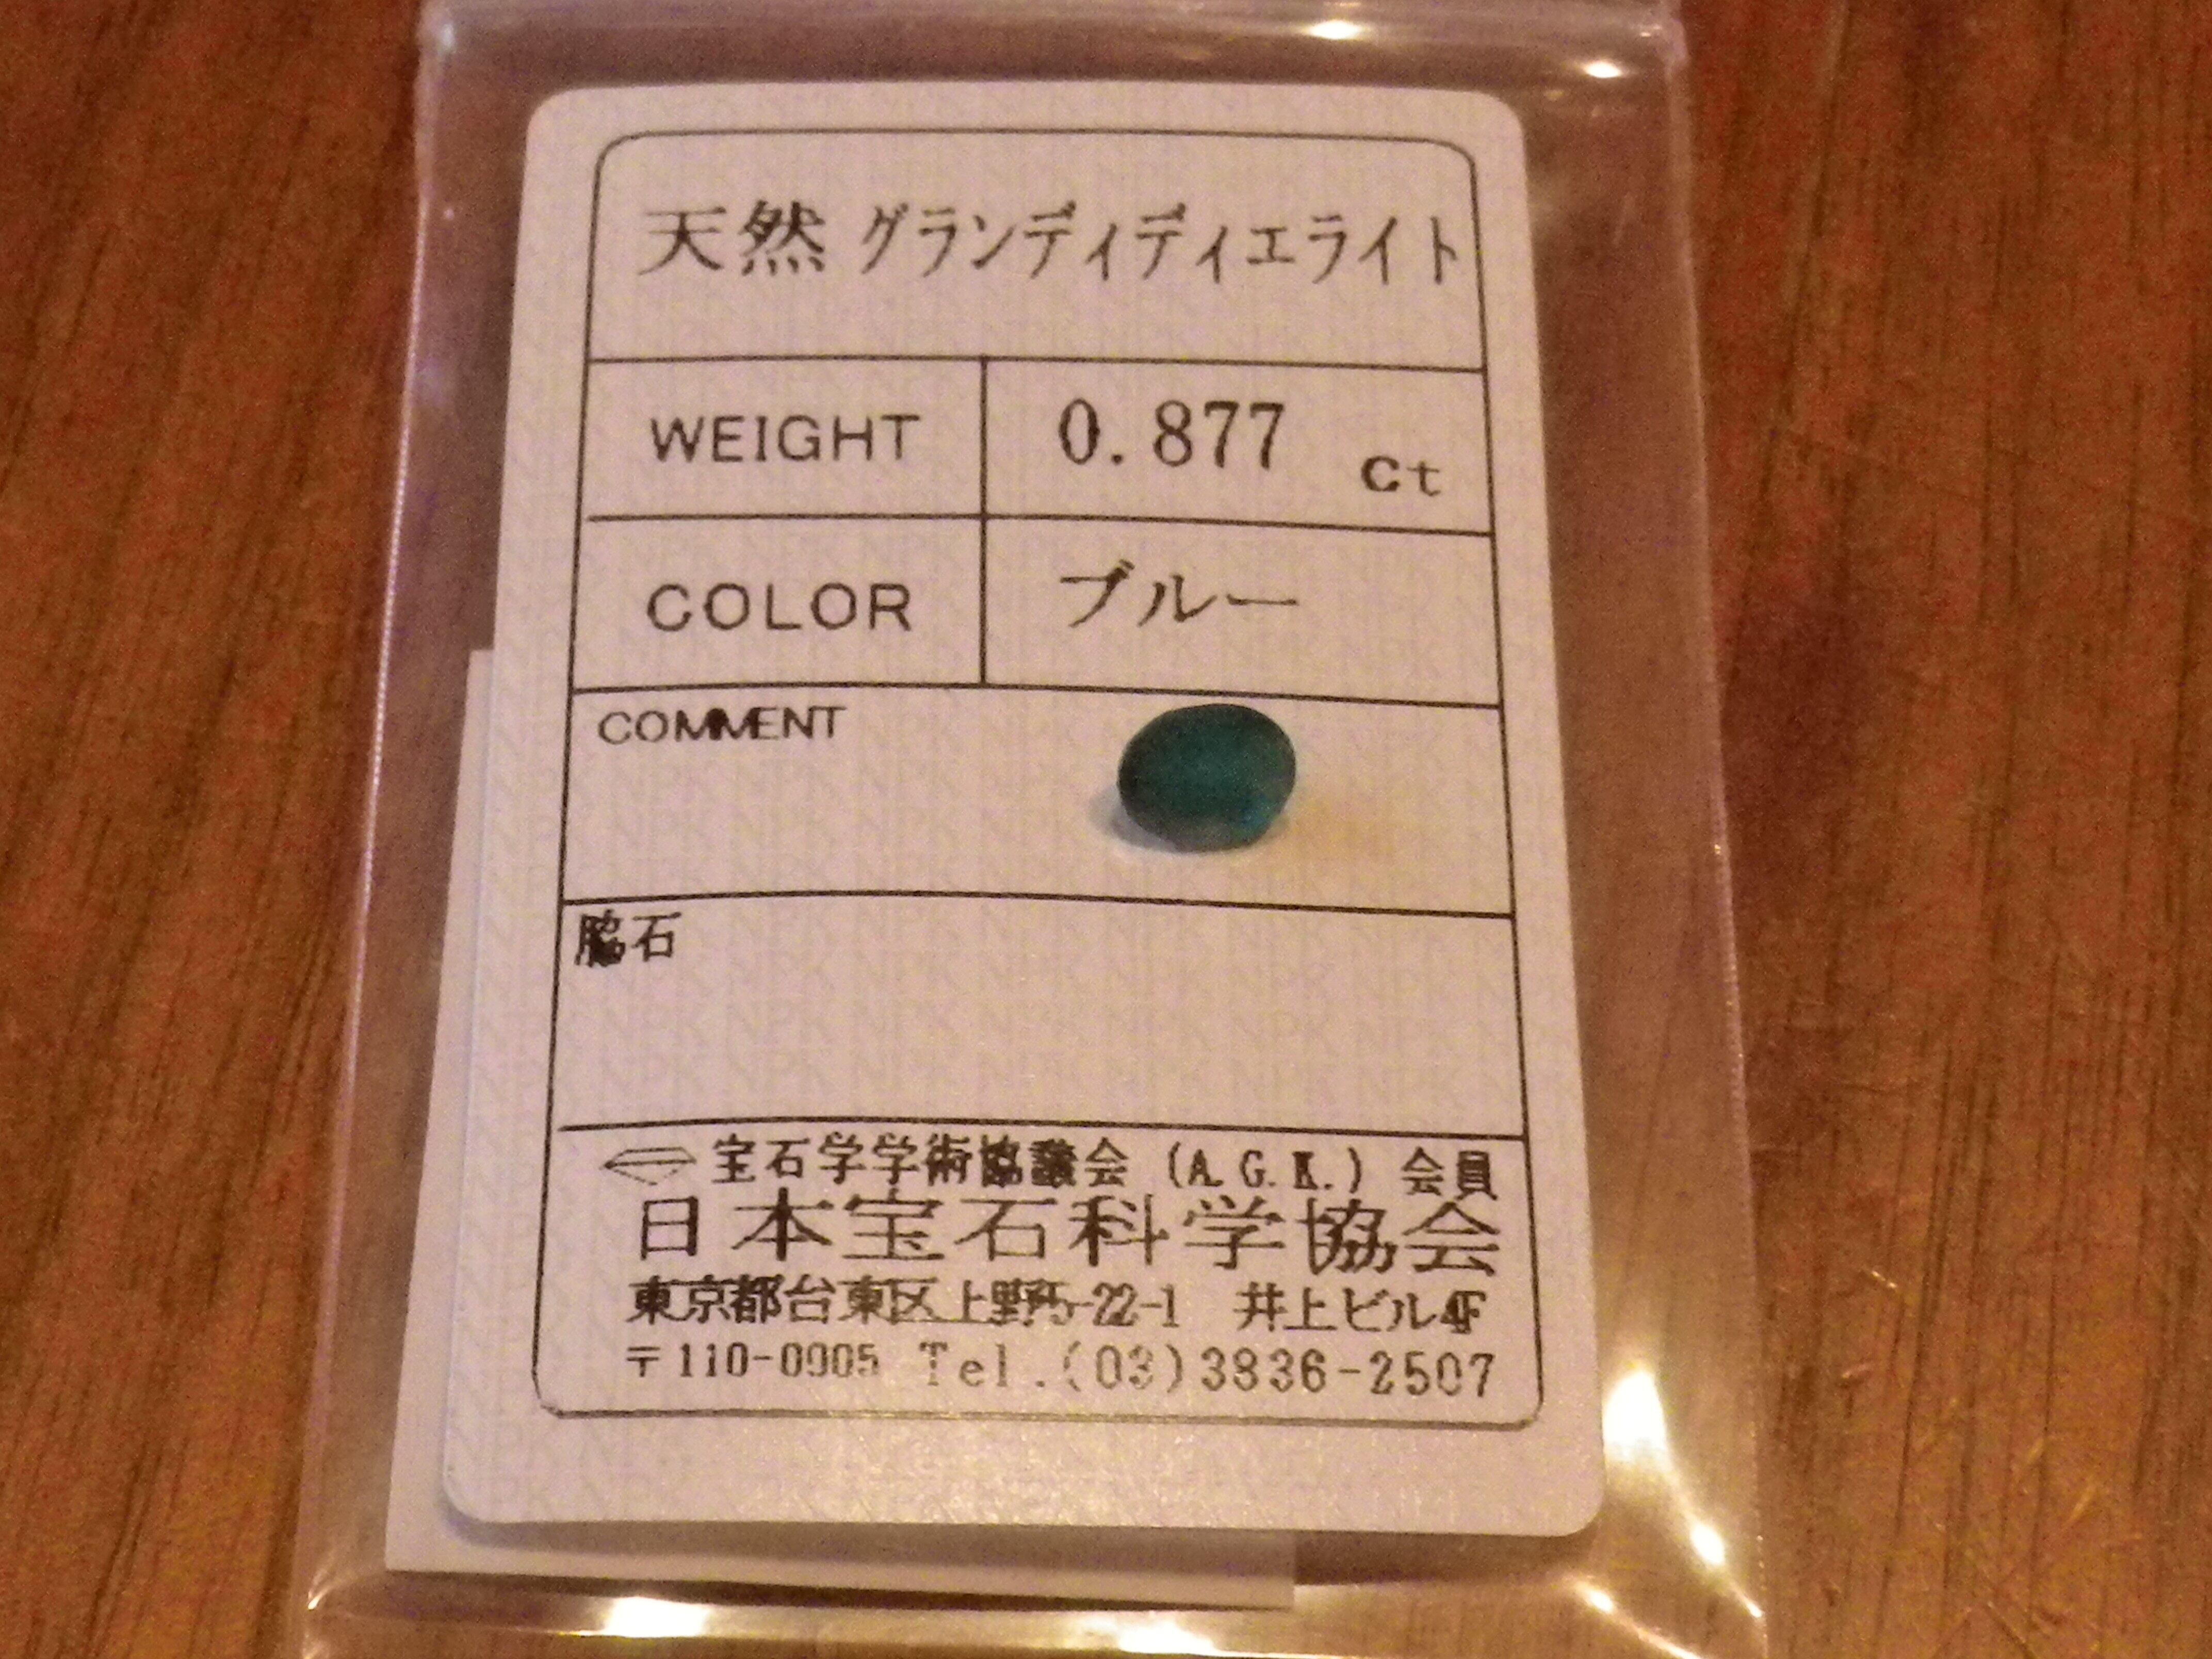 天然 グランディディエライト
WEIGHT 0.877 ct
COLOR ブルー
COMMENT
脇石
宝石学学術協議会 (A.G.K.) 会員
日本宝石科学協会
東京都台東区上野5-22-1 井上ビル4F
〒110-0005 Tel.(03)3836-2507